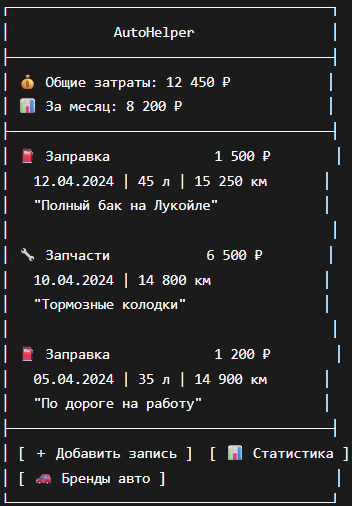 AutoHelper
💰 Общие затраты: 12 450 ₽
📊 За месяц: 8 200 ₽
⛽ Заправка 1 500 ₽
12.04.2024 | 45 л | 15 250 км
"Полный бак на Лукойле"
🔧 Запчасти 6 500 ₽
10.04.2024 | 14 800 км
"Тормозные колодки"
⛽ Заправка 1 200 ₽
05.04.2024 | 35 л | 14 900 км
"По дороге на работу"
[ + Добавить запись ] [ 📊 Статистика ]
[ 🚗 Бренды авто ]